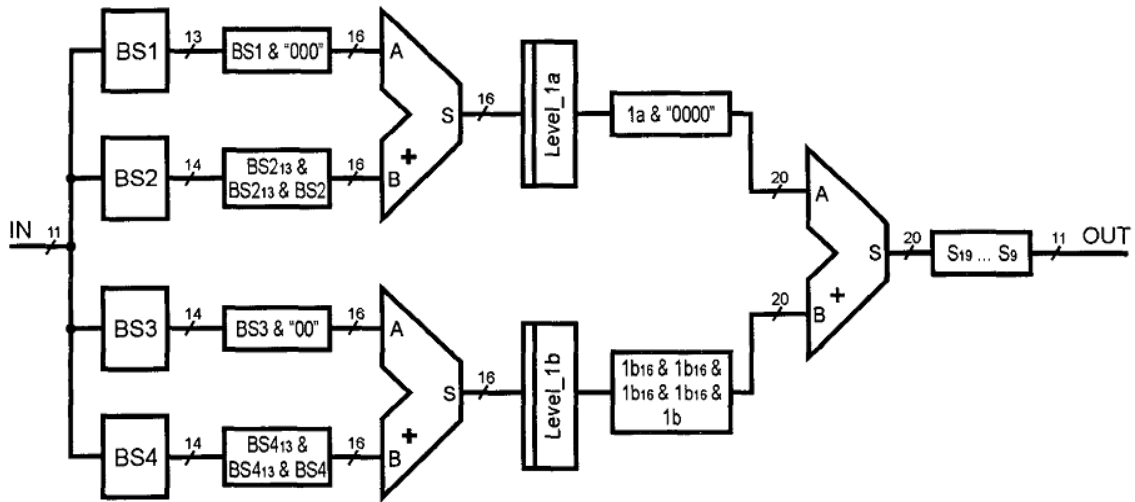 BS1
13
BS1 & "000"
16
A
S
16
Level_1a
1a & "0000"
BS2
14
BS2₁₃ &
BS2₁₃ & BS2
16
B
+
20
A
IN
11
S
20
S₁₉ ... S₉
11
OUT
BS3
14
BS3 & "00"
16
A
20
B
+
S
16
Level_1b
1b₁₆ & 1b₁₆ &
1b₁₆ & 1b₁₆ &
1b
BS4
14
BS4₁₃ &
BS4₁₃ & BS4
16
B
+